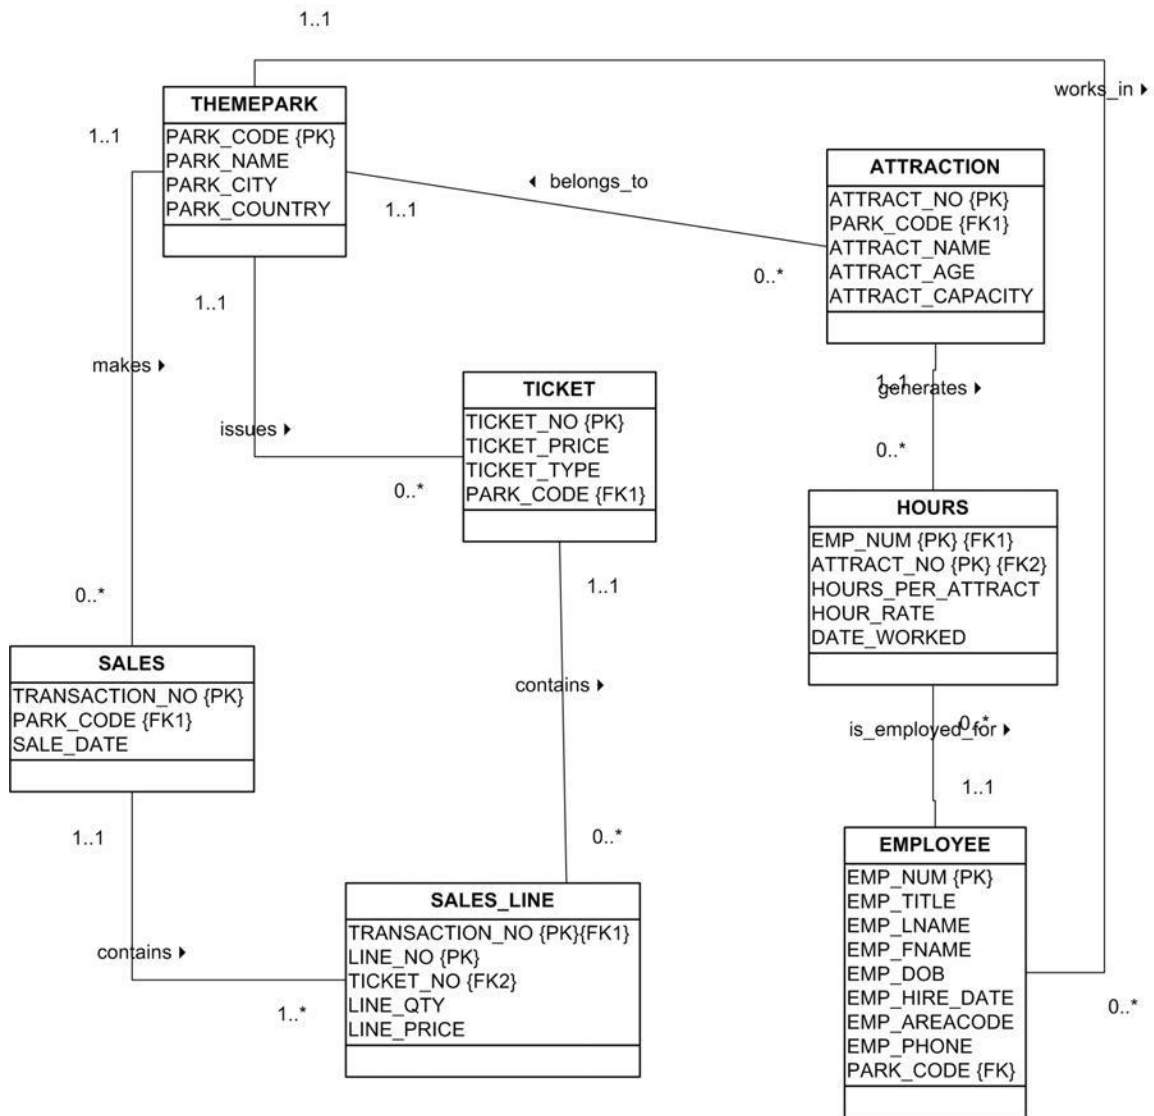 1..1
works_in ▸
THEMEPARK
PARK_CODE {PK}
PARK_NAME
PARK_CITY
PARK_COUNTRY
1..1
◂ belongs_to
1..1
0..*
ATTRACTION
ATTRACT_NO {PK}
PARK_CODE {FK1}
ATTRACT_NAME
ATTRACT_AGE
ATTRACT_CAPACITY
1..1
makes ▸
issues ▸
0..*
TICKET
TICKET_NO {PK}
TICKET_PRICE
TICKET_TYPE
PARK_CODE {FK1}
1..1
generates ▸
0..*
HOURS
EMP_NUM {PK} {FK1}
ATTRACT_NO {PK} {FK2}
HOURS_PER_ATTRACT
HOUR_RATE
DATE_WORKED
1..1
0..*
SALES
TRANSACTION_NO {PK}
PARK_CODE {FK1}
SALE_DATE
contains ▸
0..*
is_employed_for ▸
1..1
1..1
0..*
EMPLOYEE
EMP_NUM {PK}
EMP_TITLE
EMP_LNAME
EMP_FNAME
EMP_DOB
EMP_HIRE_DATE
EMP_AREACODE
EMP_PHONE
PARK_CODE {FK}
SALES_LINE
TRANSACTION_NO {PK}{FK1}
LINE_NO {PK}
TICKET_NO {FK2}
LINE_QTY
LINE_PRICE
contains ▸
1..*
0..*